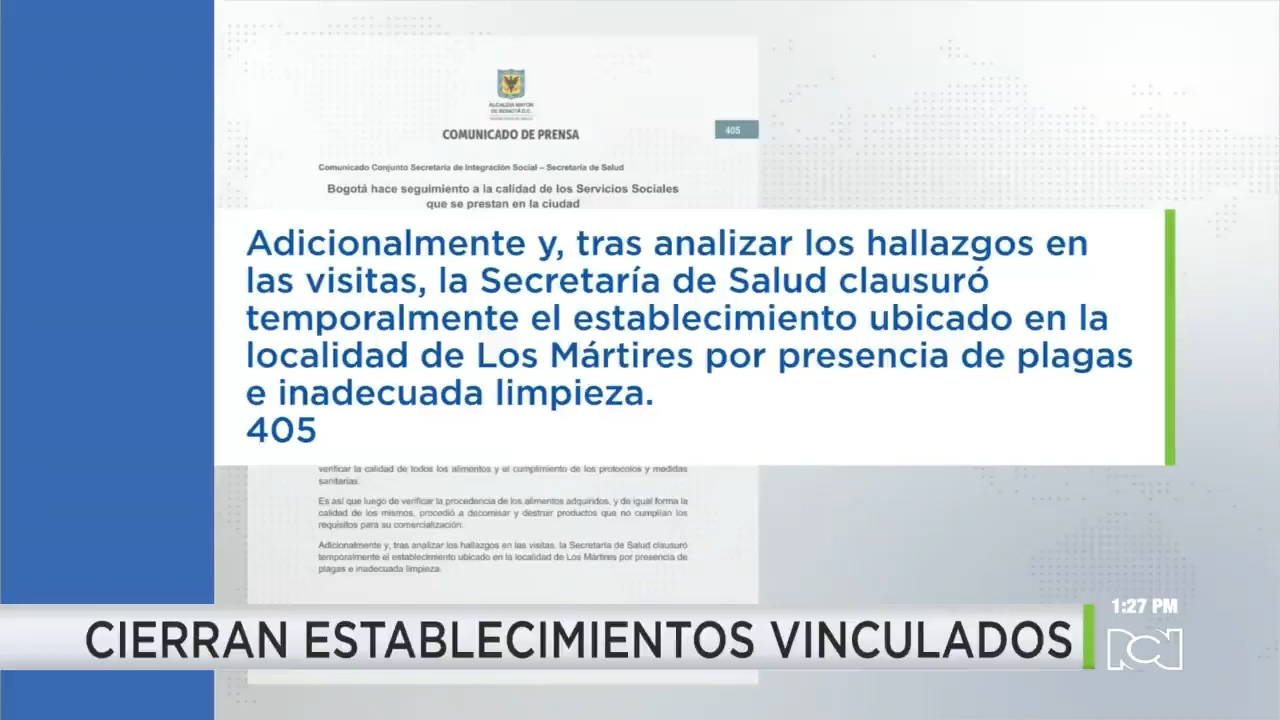 ALCALDÍA MAYOR
DE BOGOTÁ D.C.
COMUNICADO DE PRENSA
405
Comunicado Conjunto Secretaría de Integración Social – Secretaría de Salud
Bogotá hace seguimiento a la calidad de los Servicios Sociales
que se prestan en la ciudad
Adicionalmente y, tras analizar los hallazgos en
las visitas, la Secretaría de Salud clausuró
temporalmente el establecimiento ubicado en la
localidad de Los Mártires por presencia de plagas
e inadecuada limpieza.
405
verificar la calidad de todos los alimentos y el cumplimiento de los protocolos y medidas
sanitarias.
Es así que luego de verificar la procedencia de los alimentos adquiridos, y de igual forma la
calidad de los mismos, procedió a decomisar y destruir productos que no cumplían los
requisitos para su comercialización.
Adicionalmente y, tras analizar los hallazgos en las visitas, la Secretaría de Salud clausuró
temporalmente el establecimiento ubicado en la localidad de Los Mártires por presencia de
plagas e inadecuada limpieza.
1:27 PM
CIERRAN ESTABLECIMIENTOS VINCULADOS
RCN